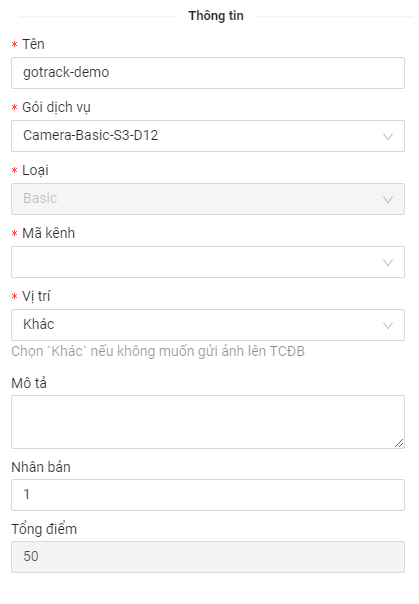 Thông tin
* Tên
gotrack-demo
* Gói dịch vụ
Camera-Basic-S3-D12
* Loại
Basic
* Mã kênh
* Vị trí
Khác
Chọn `Khác` nếu không muốn gửi ảnh lên TCĐB
Mô tả
Nhân bản
1
Tổng điểm
50